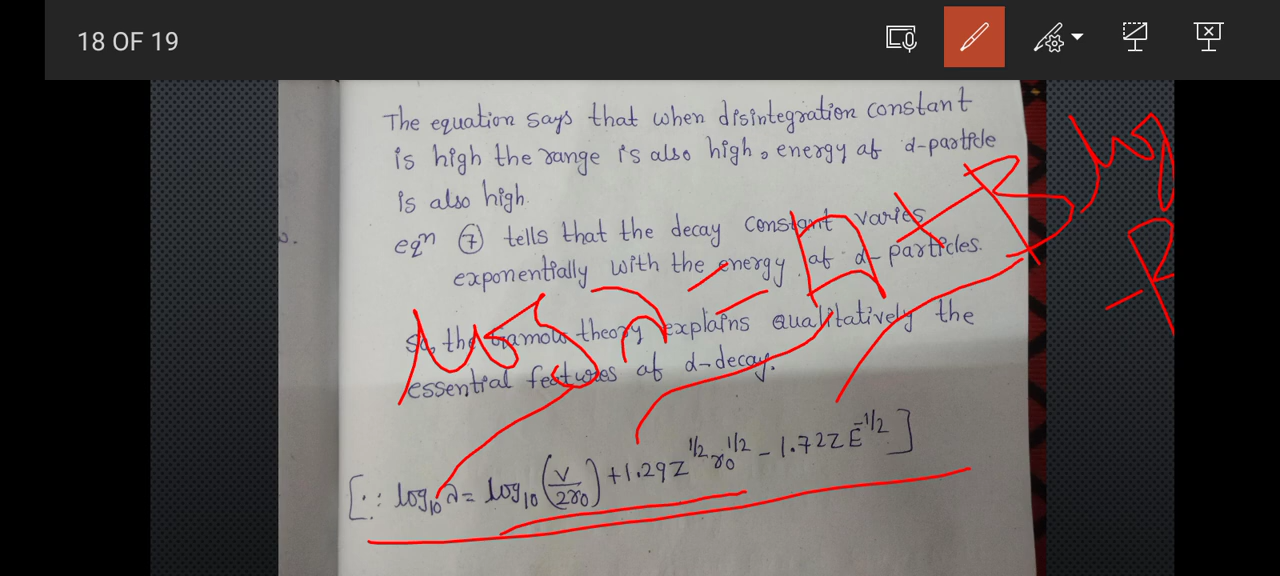 18 OF 19
The equation says that when disintegration constant
is high the range is also high, energy of α-particle
is also high.
eqn ⑦ tells that the decay constant varies
exponentially with the energy of α-particles.
So, the Gamow theory explains qualitatively the
essential features of α-decay.
[∵ log₁₀ λ = log₁₀ (V/2r₀) + 1.29 Z^1/2 r₀^1/2 - 1.72 Z E^-1/2]